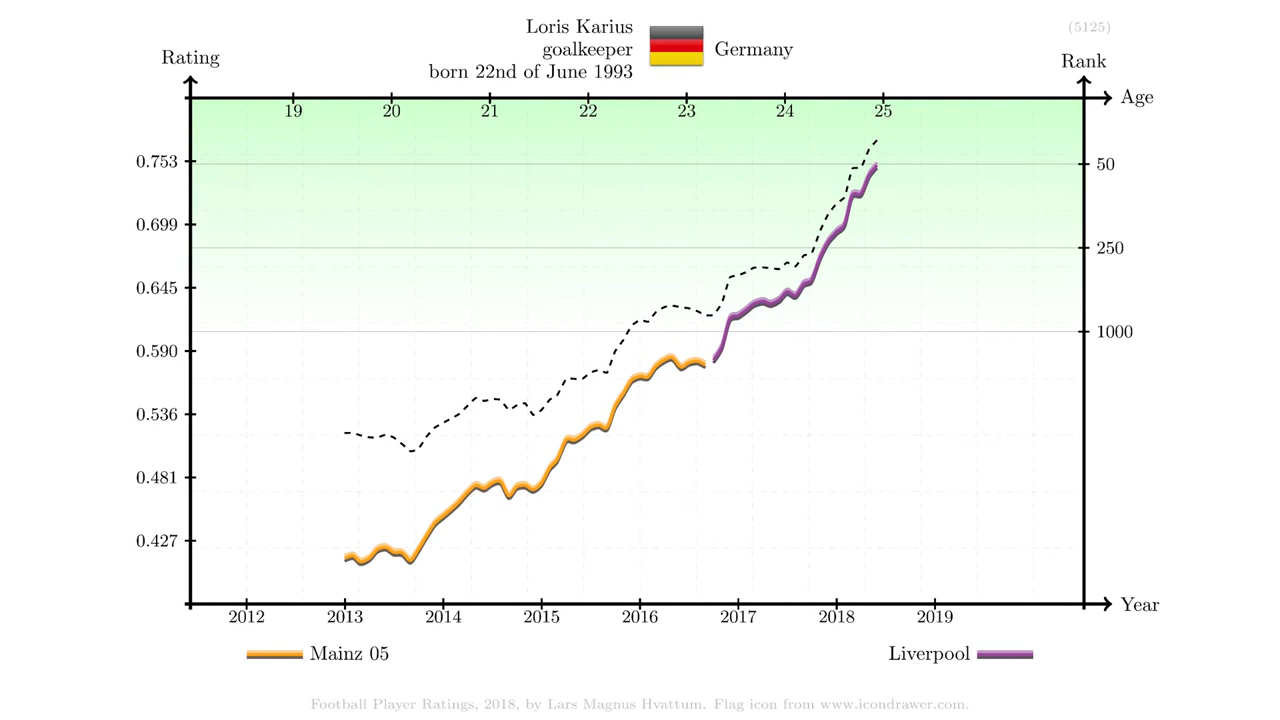 Loris Karius
goalkeeper
born 22nd of June 1993
Germany
(5125)
Rating
Rank
19 20 21 22 23 24 25 Age
0.753
0.699
0.645
0.590
0.536
0.481
0.427
50
250
1000
2012 2013 2014 2015 2016 2017 2018 2019 Year
Mainz 05
Liverpool
Football Player Ratings, 2018, by Lars Magnus Hvattum. Flag icon from www.icondrawer.com.